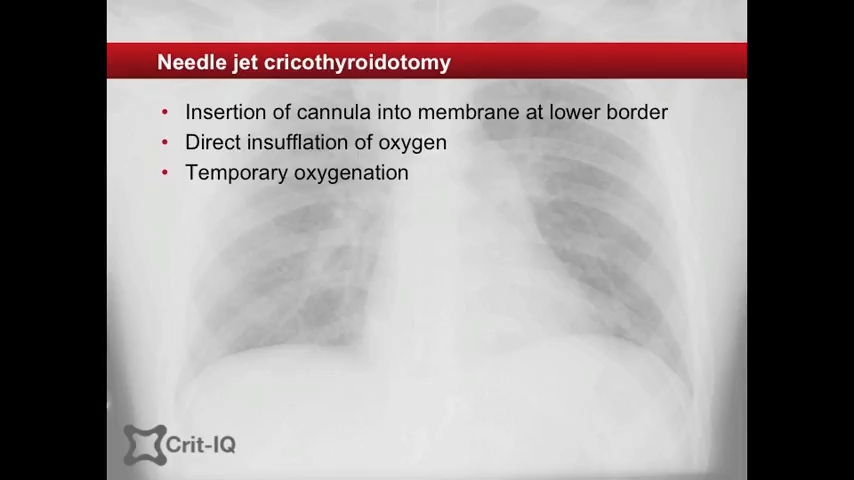 Needle jet cricothyroidotomy
• Insertion of cannula into membrane at lower border
• Direct insufflation of oxygen
• Temporary oxygenation
Crit-IQ